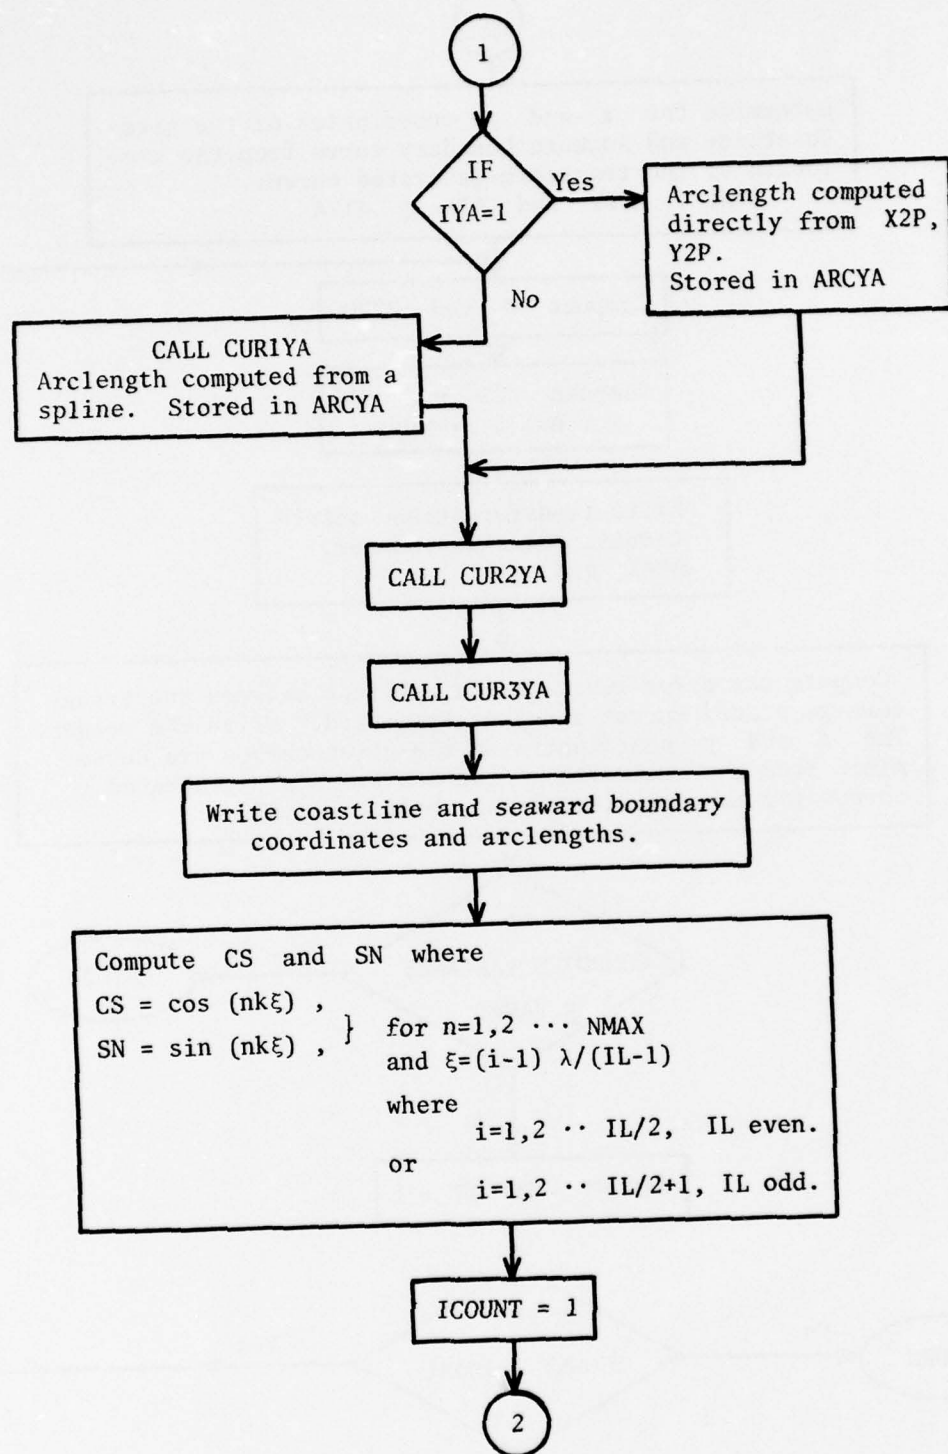 1
IF
IYA=1
Yes
Arclength computed
directly from X2P,
Y2P.
Stored in ARCYA
No
CALL CUR1YA
Arclength computed from a
spline. Stored in ARCYA
CALL CUR2YA
CALL CUR3YA
Write coastline and seaward boundary
coordinates and arclengths.
Compute CS and SN where
CS = cos (nkξ) ,
SN = sin (nkξ) ,
} for n=1,2 ··· NMAX
and ξ=(i-1) λ/(IL-1)
where
i=1,2 ·· IL/2, IL even.
or
i=1,2 ·· IL/2+1, IL odd.
ICOUNT = 1
2